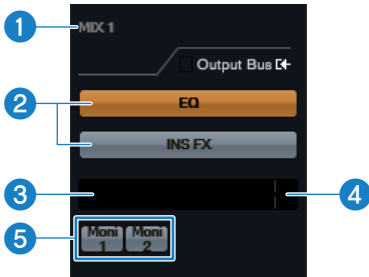 1 MIX 1
Output Bus
2 EQ
INS FX
3 4
5 Moni 1 Moni 2